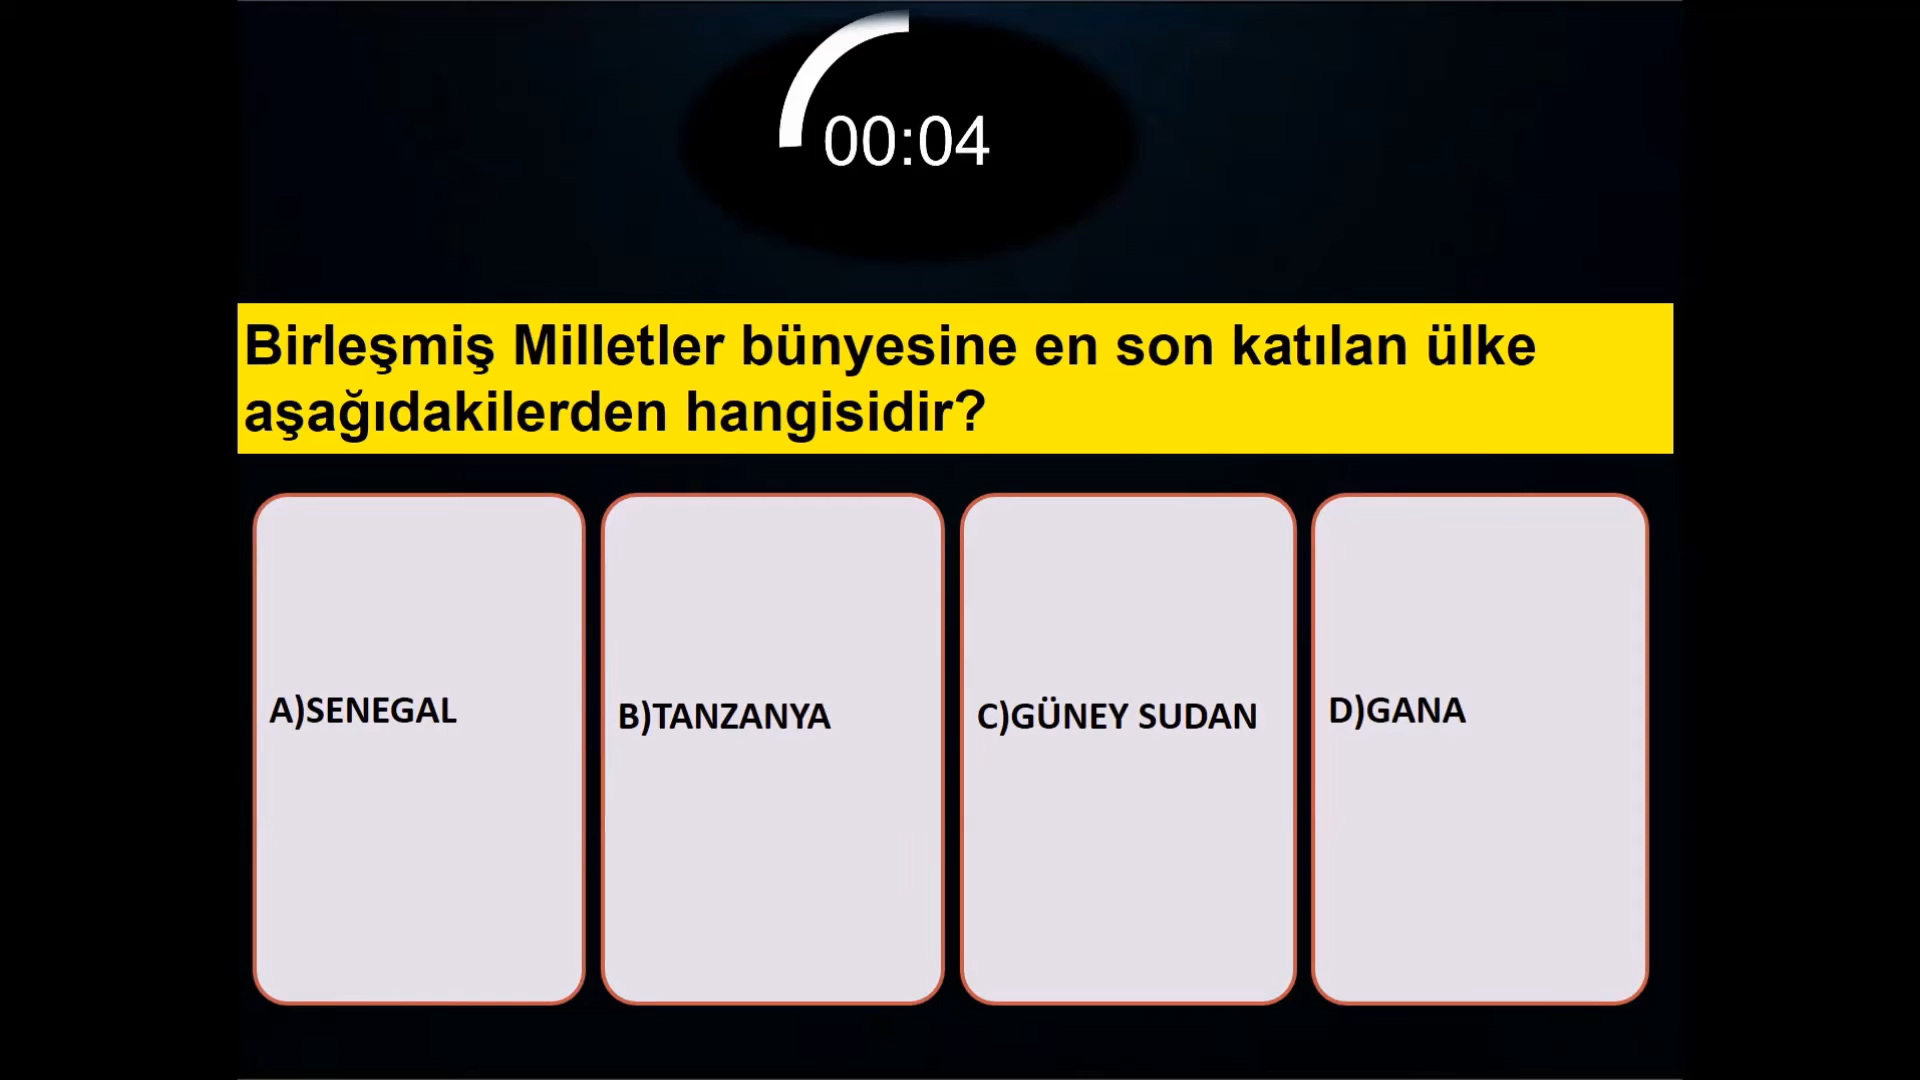 00:04
Birleşmiş Milletler bünyesine en son katılan ülke
aşağıdakilerden hangisidir?
A)SENEGAL
B)TANZANYA
C)GÜNEY SUDAN
D)GANA